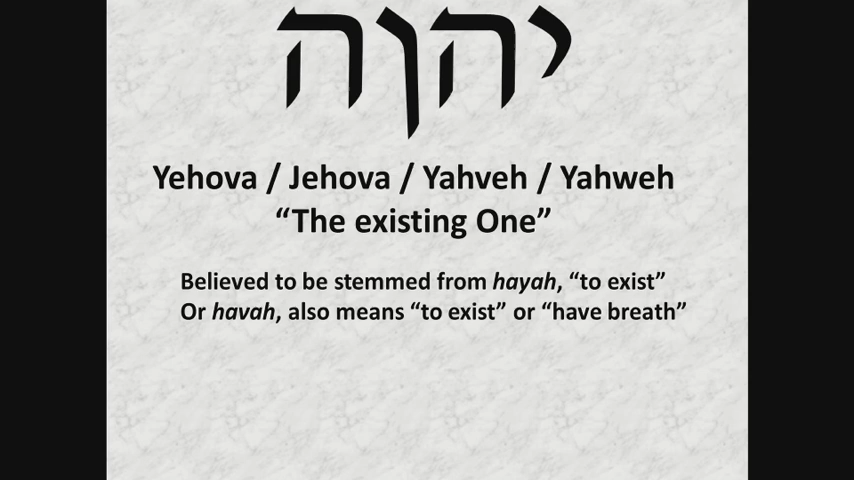 יהוה
Yehova / Jehova / Yahveh / Yahweh
“The existing One”
Believed to be stemmed from hayah, “to exist”
Or havah, also means “to exist” or “have breath”